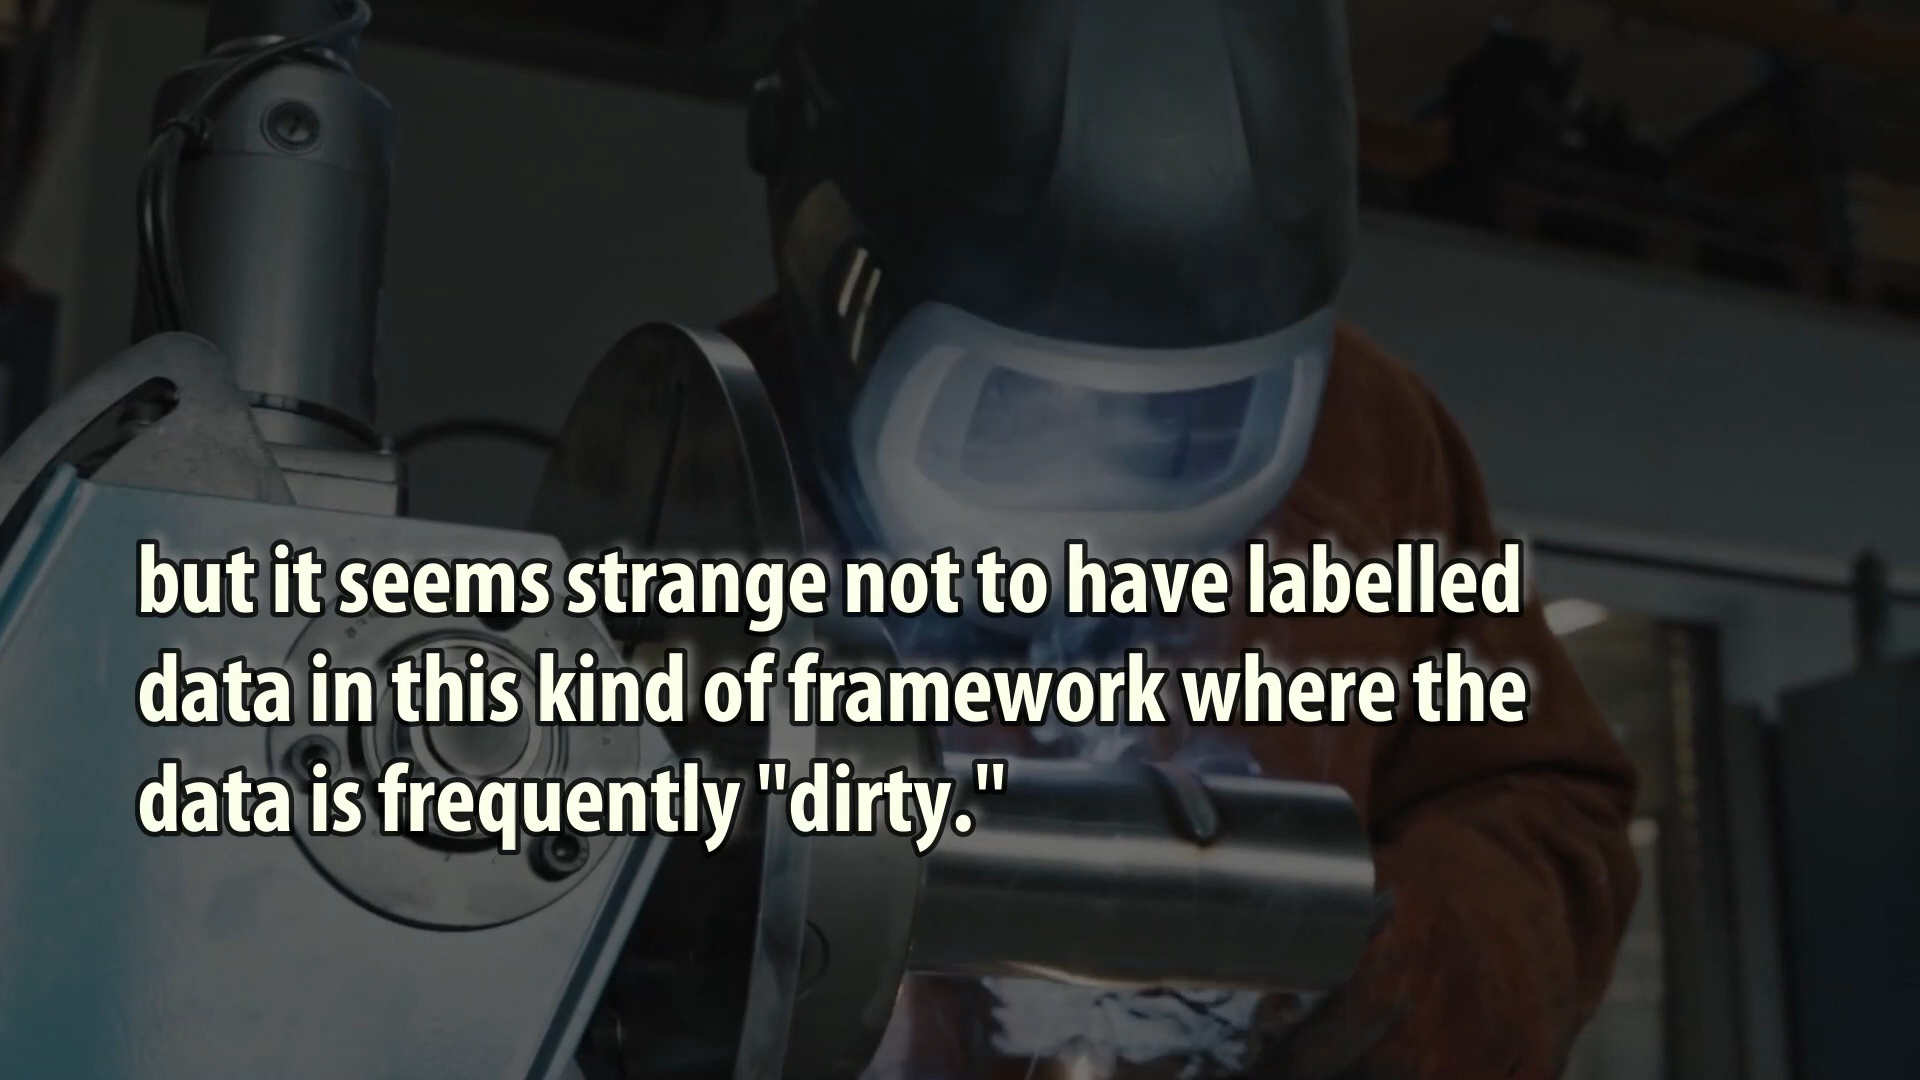 but it seems strange not to have labelled
data in this kind of framework where the
data is frequently "dirty."